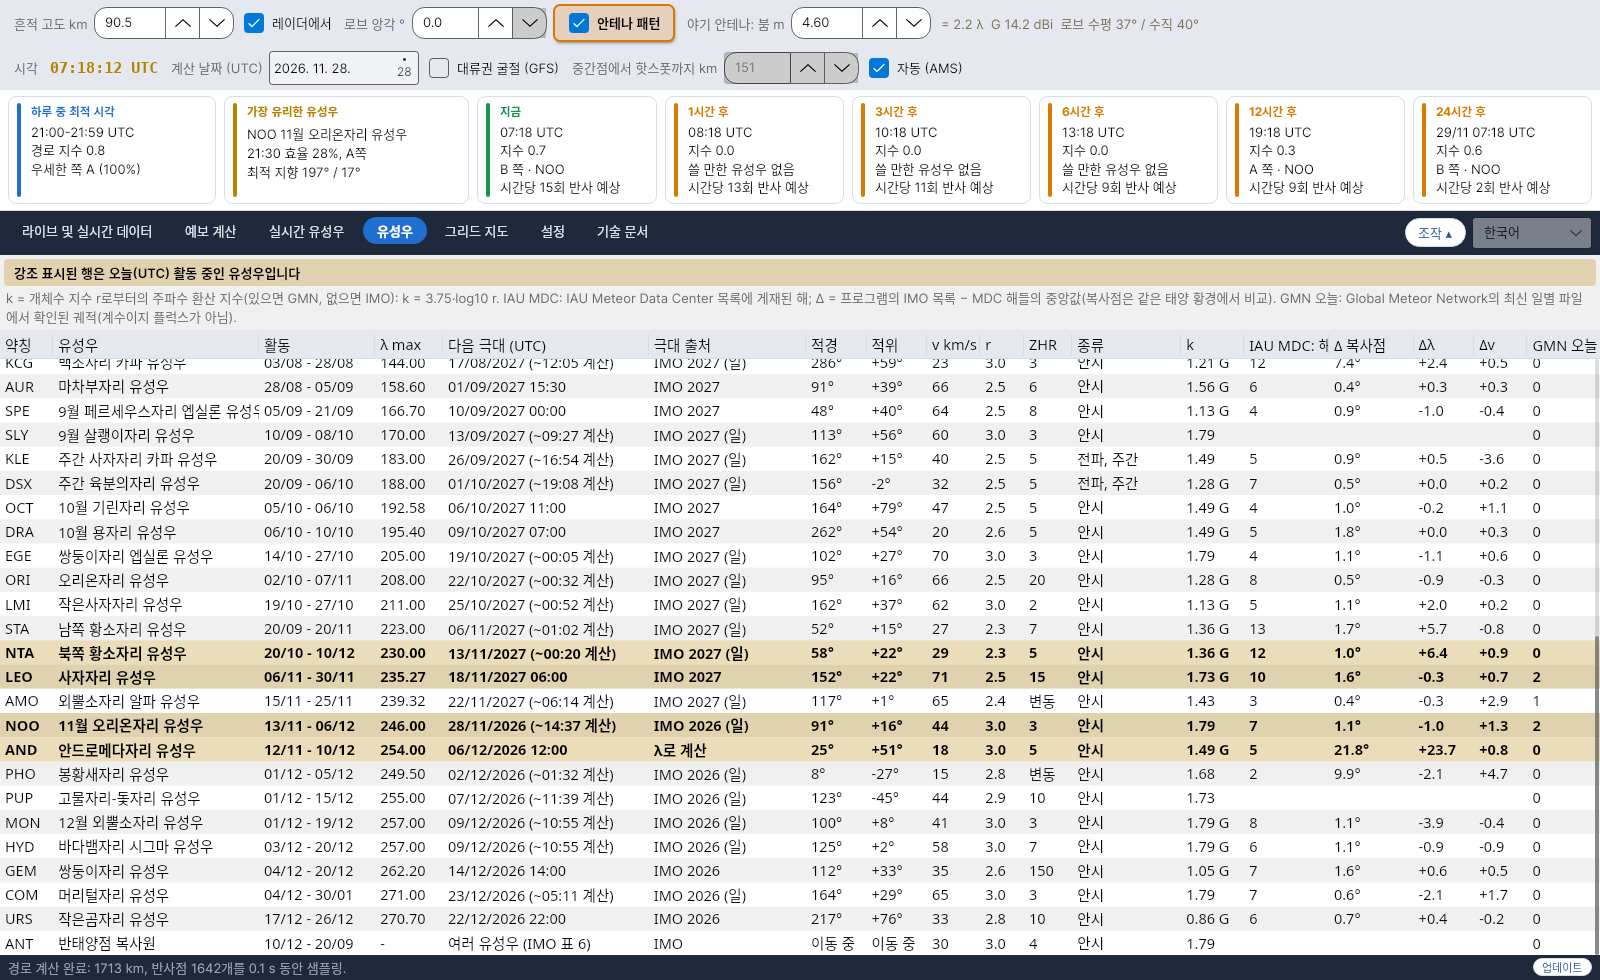 흔적 고도 km 90.5 레이더에서 로브 앙각 ° 0.0 안테나 패턴 야기 안테나: 붐 m 4.60 = 2.2 λ G 14.2 dBi 로브 수평 37° / 수직 40°
시각 07:18:12 UTC 계산 날짜 (UTC) 2026. 11. 28. 28 대류권 굴절 (GFS) 중간점에서 핫스폿까지 km 151 자동 (AMS)
하루 중 최적 시각
21:00-21:59 UTC
경로 지수 0.8
우세한 쪽 A (100%)
가장 유리한 유성우
NOO 11월 오리온자리 유성우
21:30 효율 28%, A쪽
최적 지향 197° / 17°
지금
07:18 UTC
지수 0.7
B 쪽 · NOO
시간당 15회 반사 예상
1시간 후
08:18 UTC
지수 0.0
쓸 만한 유성우 없음
시간당 13회 반사 예상
3시간 후
10:18 UTC
지수 0.0
쓸 만한 유성우 없음
시간당 11회 반사 예상
6시간 후
13:18 UTC
지수 0.0
쓸 만한 유성우 없음
시간당 9회 반사 예상
12시간 후
19:18 UTC
지수 0.3
A 쪽 · NOO
시간당 9회 반사 예상
24시간 후
29/11 07:18 UTC
지수 0.6
B 쪽 · NOO
시간당 2회 반사 예상
라이브 및 실시간 데이터 예보 계산 실시간 유성우 유성우 그리드 지도 설정 기술 문서 조작 ▴ 한국어
강조 표시된 행은 오늘(UTC) 활동 중인 유성우입니다
k = 개체수 지수 r로부터의 주파수 환산 지수(있으면 GMN, 없으면 IMO): k = 3.75·log10 r. IAU MDC: IAU Meteor Data Center 목록에 게재된 해; Δ = 프로그램의 IMO 목록 − MDC 해들의 중앙값(복사점은 같은 태양 황경에서 비교). GMN 오늘: Global Meteor Network의 최신 일별 파일
에서 확인된 궤적(계수이지 플럭스가 아님).
약칭 유성우 활동 λ max 다음 극대 (UTC) 극대 출처 적경 적위 v km/s r ZHR 종류 k IAU MDC: 해 Δ 복사점 Δλ Δv GMN 오늘
KCG 백조자리 카파 유성우 03/08 - 28/08 144.00 17/08/2027 (~12:05 계산) IMO 2027 (일) 286° +59° 23 3.0 3 안시 1.21 G 12 7.4° +2.4 +0.5 0
AUR 마차부자리 유성우 28/08 - 05/09 158.60 01/09/2027 15:30 IMO 2027 91° +39° 66 2.5 6 안시 1.56 G 6 0.4° +0.3 +0.3 0
SPE 9월 페르세우스자리 엡실론 유성우 05/09 - 21/09 166.70 10/09/2027 00:00 IMO 2027 48° +40° 64 2.5 8 안시 1.13 G 4 0.9° -1.0 -0.4 0
SLY 9월 살쾡이자리 유성우 10/09 - 08/10 170.00 13/09/2027 (~09:27 계산) IMO 2027 (일) 113° +56° 60 3.0 3 안시 1.79 0
KLE 주간 사자자리 카파 유성우 20/09 - 30/09 183.00 26/09/2027 (~16:54 계산) IMO 2027 (일) 162° +15° 40 2.5 5 전파, 주간 1.49 5 0.9° +0.5 -3.6 0
DSX 주간 육분의자리 유성우 20/09 - 06/10 188.00 01/10/2027 (~19:08 계산) IMO 2027 (일) 156° -2° 32 2.5 5 전파, 주간 1.28 G 7 0.5° +0.0 +0.2 0
OCT 10월 기린자리 유성우 05/10 - 06/10 192.58 06/10/2027 11:00 IMO 2027 164° +79° 47 2.5 5 안시 1.49 G 4 1.0° -0.2 +1.1 0
DRA 10월 용자리 유성우 06/10 - 10/10 195.40 09/10/2027 07:00 IMO 2027 262° +54° 20 2.6 5 안시 1.49 G 5 1.8° +0.0 +0.3 0
EGE 쌍둥이자리 엡실론 유성우 14/10 - 27/10 205.00 19/10/2027 (~00:05 계산) IMO 2027 (일) 102° +27° 70 3.0 3 안시 1.79 4 1.1° -1.1 +0.6 0
ORI 오리온자리 유성우 02/10 - 07/11 208.00 22/10/2027 (~00:32 계산) IMO 2027 (일) 95° +16° 66 2.5 20 안시 1.28 G 8 0.5° -0.9 -0.3 0
LMI 작은사자자리 유성우 19/10 - 27/10 211.00 25/10/2027 (~00:52 계산) IMO 2027 (일) 162° +37° 62 3.0 2 안시 1.13 G 5 1.1° +2.0 +0.2 0
STA 남쪽 황소자리 유성우 20/09 - 20/11 223.00 06/11/2027 (~01:02 계산) IMO 2027 (일) 52° +15° 27 2.3 7 안시 1.36 G 13 1.7° +5.7 -0.8 0
NTA 북쪽 황소자리 유성우 20/10 - 10/12 230.00 13/11/2027 (~00:20 계산) IMO 2027 (일) 58° +22° 29 2.3 5 안시 1.36 G 12 1.0° +6.4 +0.9 0
LEO 사자자리 유성우 06/11 - 30/11 235.27 18/11/2027 06:00 IMO 2027 152° +22° 71 2.5 15 안시 1.73 G 10 1.6° -0.3 +0.7 2
AMO 외뿔소자리 알파 유성우 15/11 - 25/11 239.32 22/11/2027 (~06:14 계산) IMO 2027 (일) 117° +1° 65 2.4 변동 안시 1.43 3 0.4° -0.3 +2.9 1
NOO 11월 오리온자리 유성우 13/11 - 06/12 246.00 28/11/2026 (~14:37 계산) IMO 2026 (일) 91° +16° 44 3.0 3 안시 1.79 7 1.1° -1.0 +1.3 2
AND 안드로메다자리 유성우 12/11 - 10/12 254.00 06/12/2026 12:00 λ로 계산 25° +51° 18 3.0 5 안시 1.49 G 5 21.8° +23.7 +0.8 0
PHO 봉황새자리 유성우 01/12 - 05/12 249.50 02/12/2026 (~01:32 계산) IMO 2026 (일) 8° -27° 15 2.8 변동 안시 1.68 2 9.9° -2.1 +4.7 0
PUP 고물자리-돛자리 유성우 01/12 - 15/12 255.00 07/12/2026 (~11:39 계산) IMO 2026 (일) 123° -45° 44 2.9 10 안시 1.73 0
MON 12월 외뿔소자리 유성우 01/12 - 19/12 257.00 09/12/2026 (~10:55 계산) IMO 2026 (일) 100° +8° 41 3.0 3 안시 1.79 G 8 1.1° -3.9 -0.4 0
HYD 바다뱀자리 시그마 유성우 03/12 - 20/12 257.00 09/12/2026 (~10:55 계산) IMO 2026 (일) 125° +2° 58 3.0 7 안시 1.79 G 6 1.1° -0.9 -0.9 0
GEM 쌍둥이자리 유성우 04/12 - 20/12 262.20 14/12/2026 14:00 IMO 2026 112° +33° 35 2.6 150 안시 1.05 G 7 1.6° +0.6 +0.5 0
COM 머리털자리 유성우 04/12 - 30/01 271.00 23/12/2026 (~05:11 계산) IMO 2026 (일) 164° +29° 65 3.0 3 안시 1.79 7 0.6° -2.1 +1.7 0
URS 작은곰자리 유성우 17/12 - 26/12 270.70 22/12/2026 22:00 IMO 2026 217° +76° 33 2.8 10 안시 0.86 G 6 0.7° +0.4 -0.2 0
ANT 반태양점 복사원 10/12 - 20/09 - 여러 유성우 (IMO 표 6) IMO 이동 중 이동 중 30 3.0 4 안시 1.79 0
경로 계산 완료: 1713 km, 반사점 1642개를 0.1 s 동안 샘플링. 업데이트